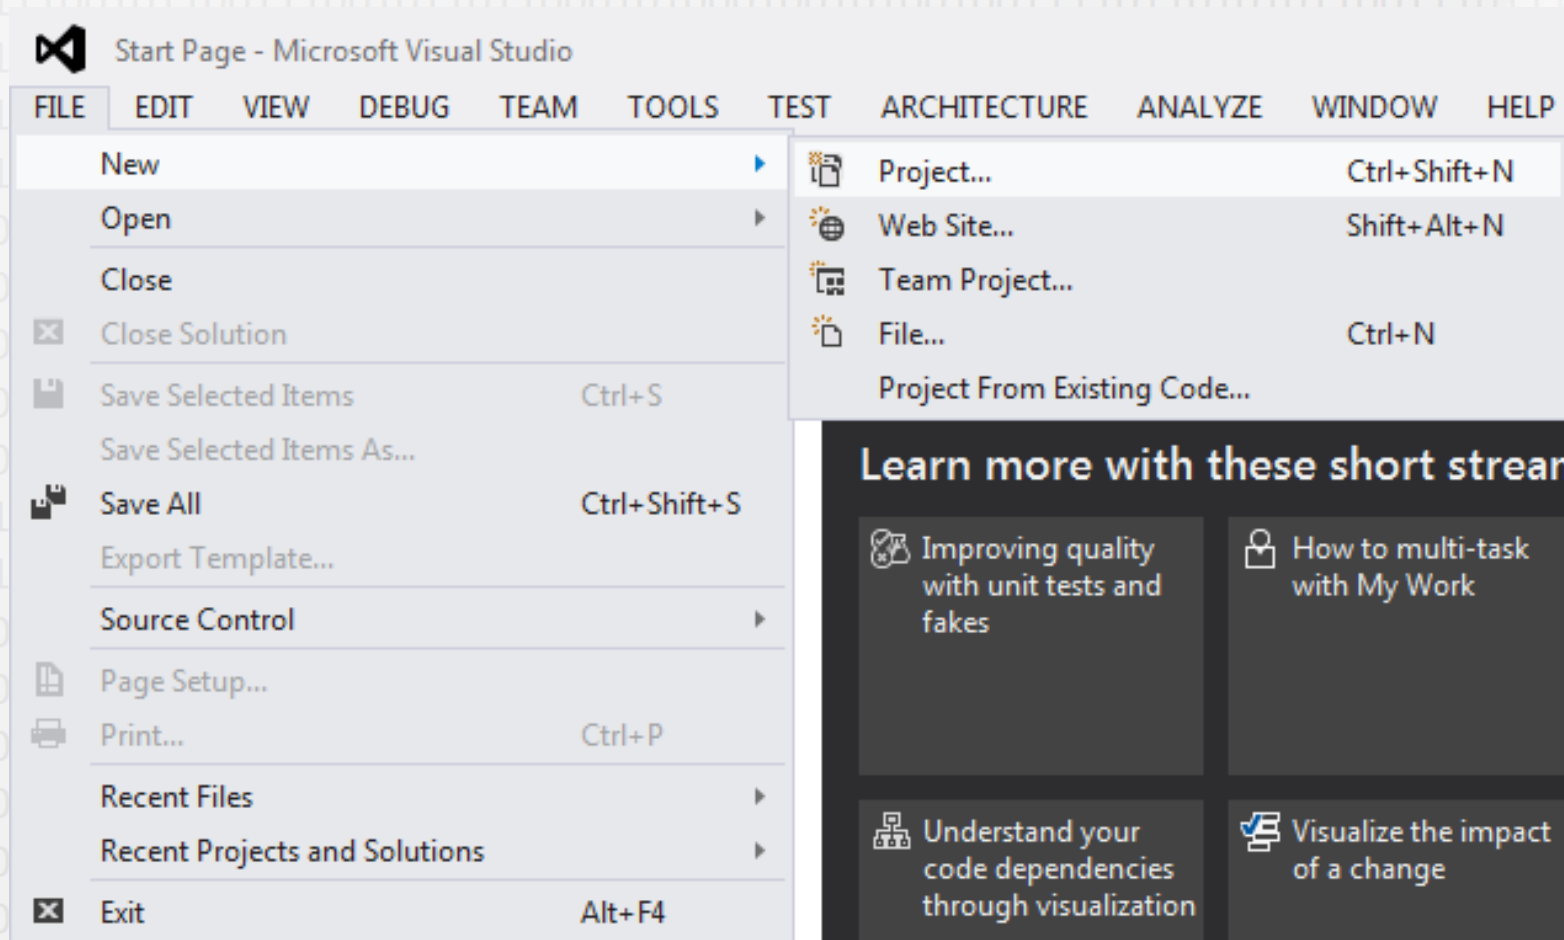 Start Page - Microsoft Visual Studio
FILE EDIT VIEW DEBUG TEAM TOOLS TEST ARCHITECTURE ANALYZE WINDOW HELP
New
Open
Close
Close Solution
Save Selected Items Ctrl+S
Save Selected Items As...
Save All Ctrl+Shift+S
Export Template...
Source Control
Page Setup...
Print... Ctrl+P
Recent Files
Recent Projects and Solutions
Exit Alt+F4
Project... Ctrl+Shift+N
Web Site... Shift+Alt+N
Team Project...
File... Ctrl+N
Project From Existing Code...
Learn more with these short
Improving quality
with unit tests and
fakes
How to multi-task
with My Work
Understand your
code dependencies
through visualization
Visualize the impact
of a change